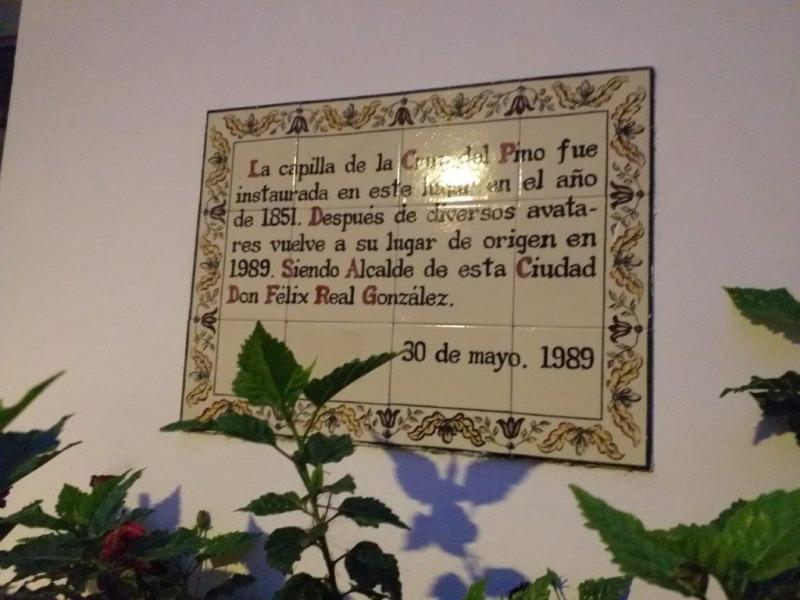 La capilla de la Cruz del Pino fue
instaurada en este lugar en el año
de 1851. Después de diversos avata-
res vuelve a su lugar de origen en
1989. Siendo Alcalde de esta Ciudad
Don Félix Real González.
30 de mayo. 1989